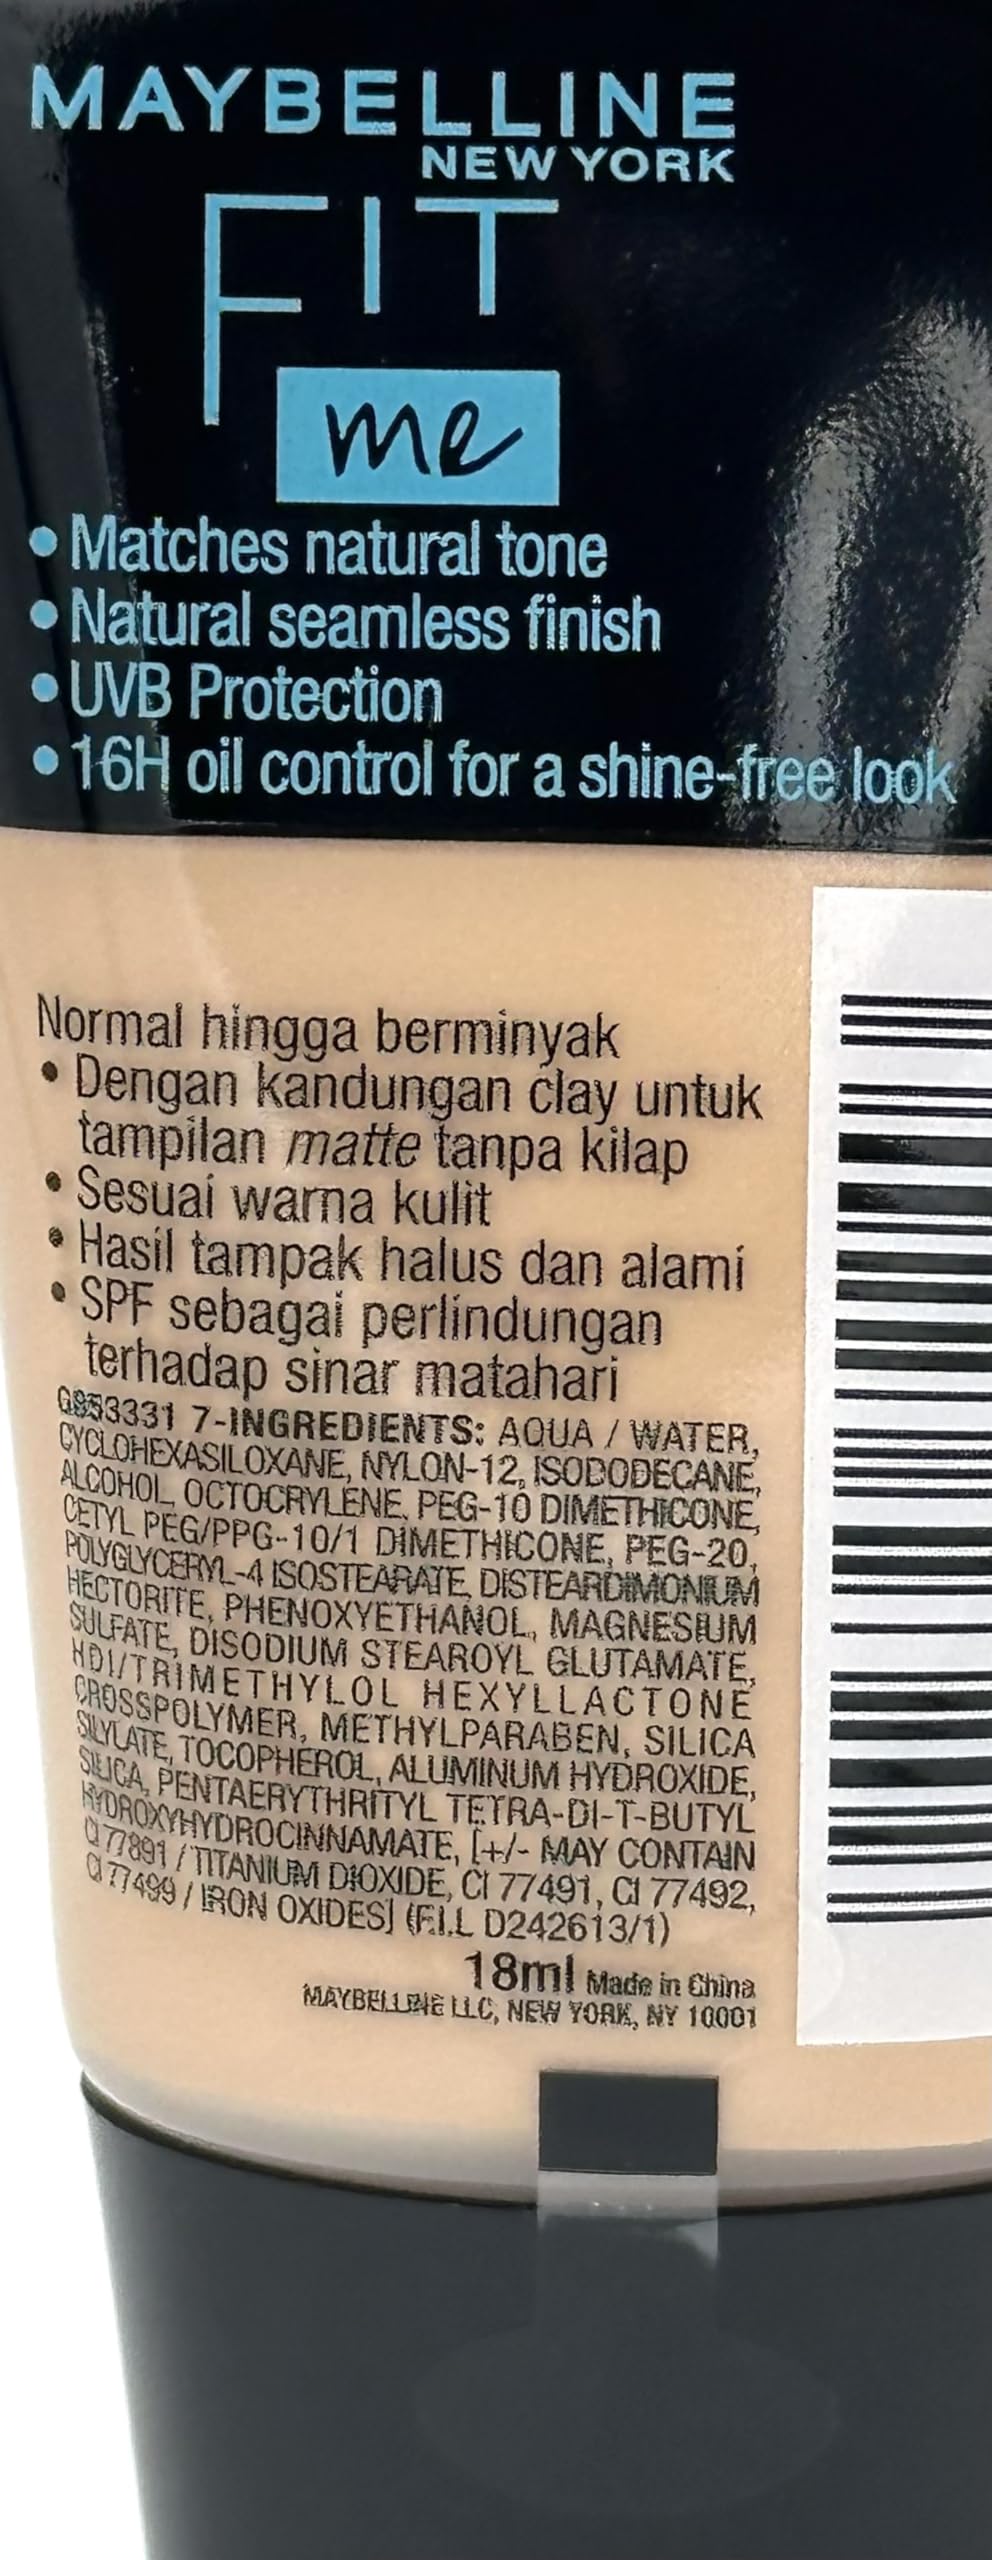 MAYBELLINE
NEW YORK
FIT
me
• Matches natural tone
• Natural seamless finish
• UVB Protection
• 16H oil control for a shine-free look
Normal hingga berminyak
• Dengan kandungan clay untuk
tampilan matte tanpa kilap
• Sesuai warna kulit
• Hasil tampak halus dan alami
• SPF sebagai perlindungan
terhadap sinar matahari
7-INGREDIENTS: AQUA / WATER,
CYCLOHEXASILOXANE, NYLON-12, ISODODECANE,
ALCOHOL, OCTOCRYLENE, PEG-10 DIMETHICONE,
CETYL PEG/PPG-10/1 DIMETHICONE, PEG-20,
POLYGLYCERYL-4 ISOSTEARATE, DISTEARDIMONIUM
HECTORITE, PHENOXYETHANOL, MAGNESIUM
SULFATE, DISODIUM STEAROYL GLUTAMATE,
HDI/TRIMETHYLOL HEXYLLACTONE
CROSSPOLYMER, METHYLPARABEN, SILICA
SILYLATE, TOCOPHEROL, ALUMINUM HYDROXIDE,
SILICA, PENTAERYTHRITYL TETRA-DI-T-BUTYL
HYDROXYHYDROCINNAMATE, [+/- MAY CONTAIN
CI 77891 / TITANIUM DIOXIDE, CI 77491, CI 77492,
CI 77499 / IRON OXIDES] (F.I.L D242613/1)
18ml Made in China
MAYBELLINE LLC, NEW YORK, NY 10001